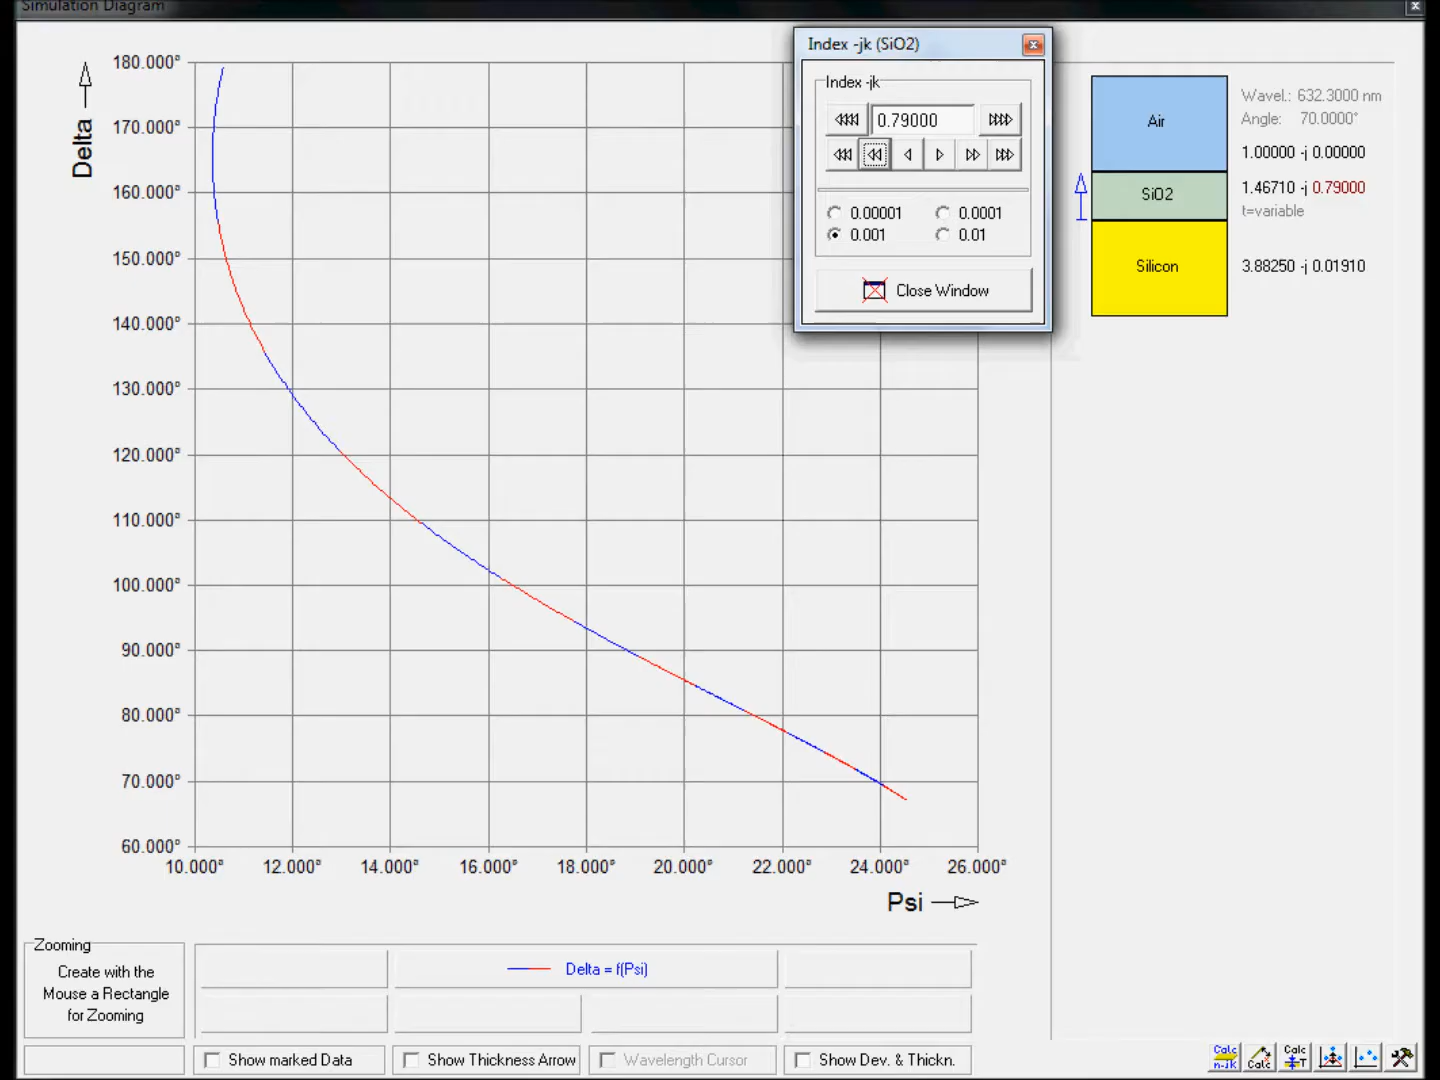 Simulation Diagram
Delta
180.000°
170.000°
160.000°
150.000°
140.000°
130.000°
120.000°
110.000°
100.000°
90.000°
80.000°
70.000°
60.000°
10.000° 12.000° 14.000° 16.000° 18.000° 20.000° 22.000° 24.000° 26.000°
Psi
Index -jk (SiO2)
Index -jk
0.79000
0.00001 0.0001
0.001 0.01
Close Window
Air
SiO2
Silicon
Wavel.: 632.3000 nm
Angle: 70.0000°
1.00000 -j 0.00000
1.46710 -j 0.79000
t=variable
3.88250 -j 0.01910
Zooming
Create with the
Mouse a Rectangle
for Zooming
Delta = f(Psi)
Show marked Data
Show Thickness Arrow
Wavelength Cursor
Show Dev. & Thickn.
Calc
n-jk
Calc
Calc
T